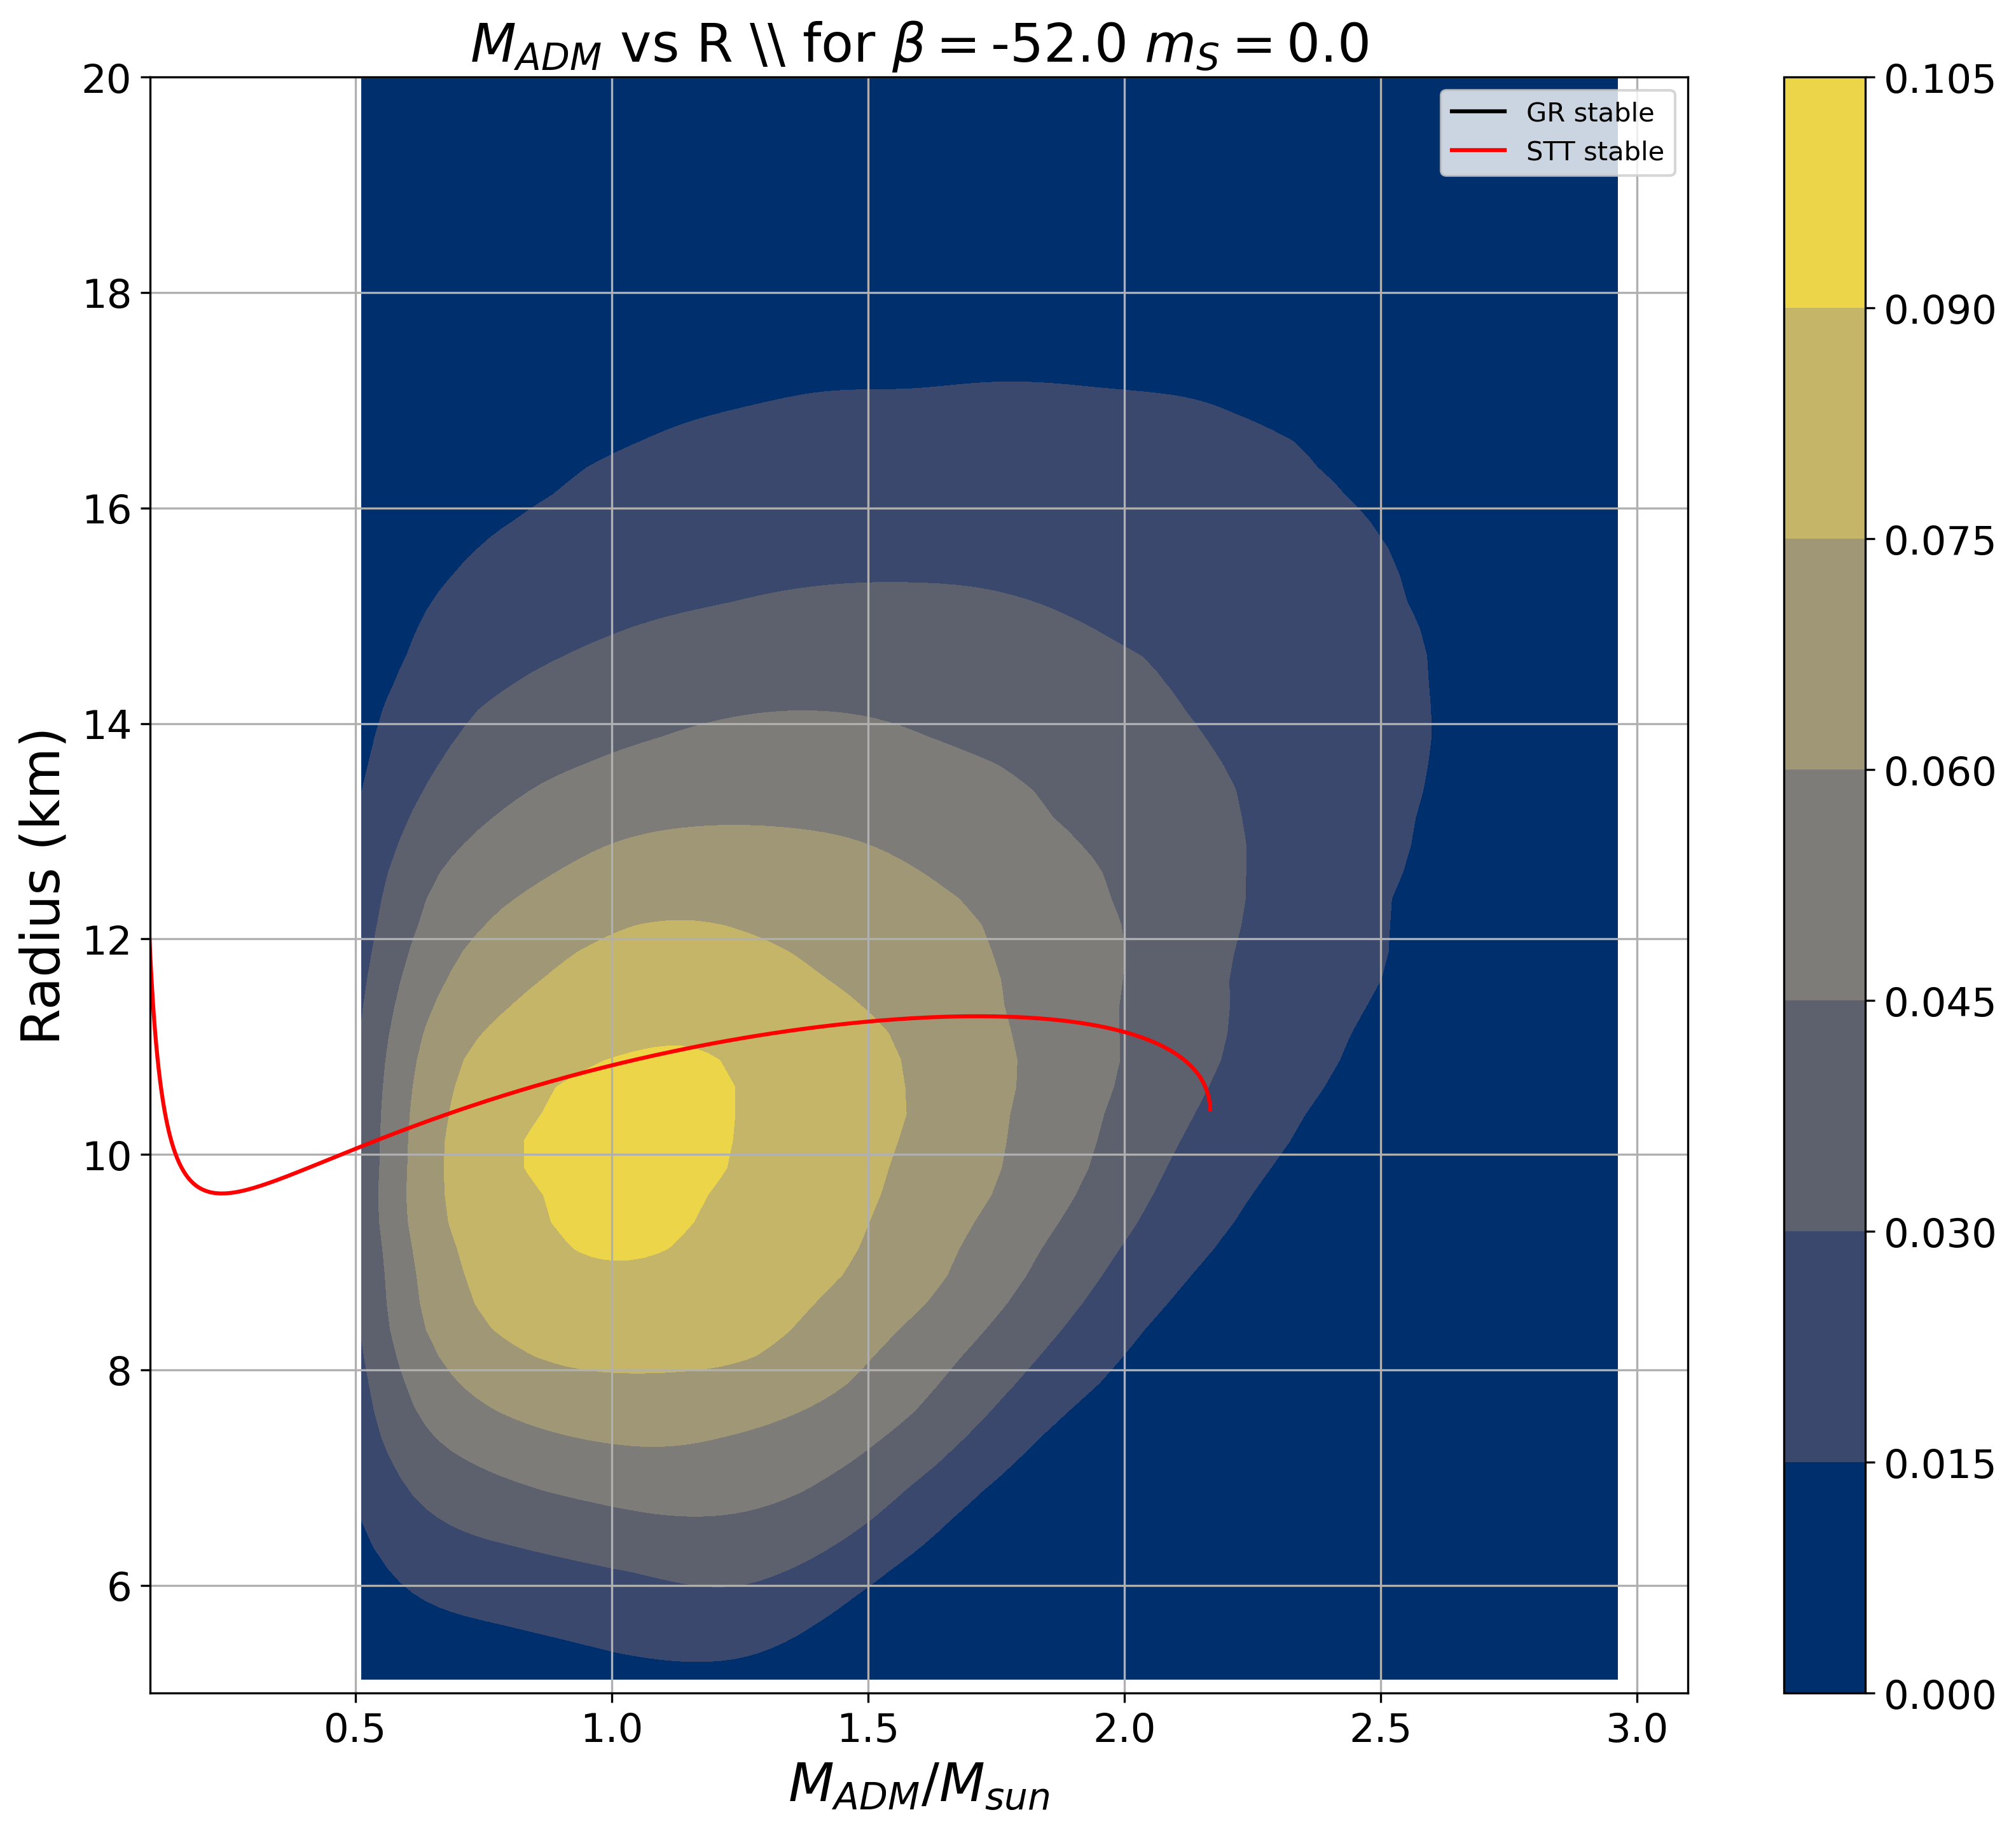 M_ADM vs R \\ for β = -52.0 m_S = 0.0
GR stable
STT stable
Radius (km)
20
18
16
14
12
10
8
6
0.5 1.0 1.5 2.0 2.5 3.0
M_ADM/M_sun
0.105
0.090
0.075
0.060
0.045
0.030
0.015
0.000